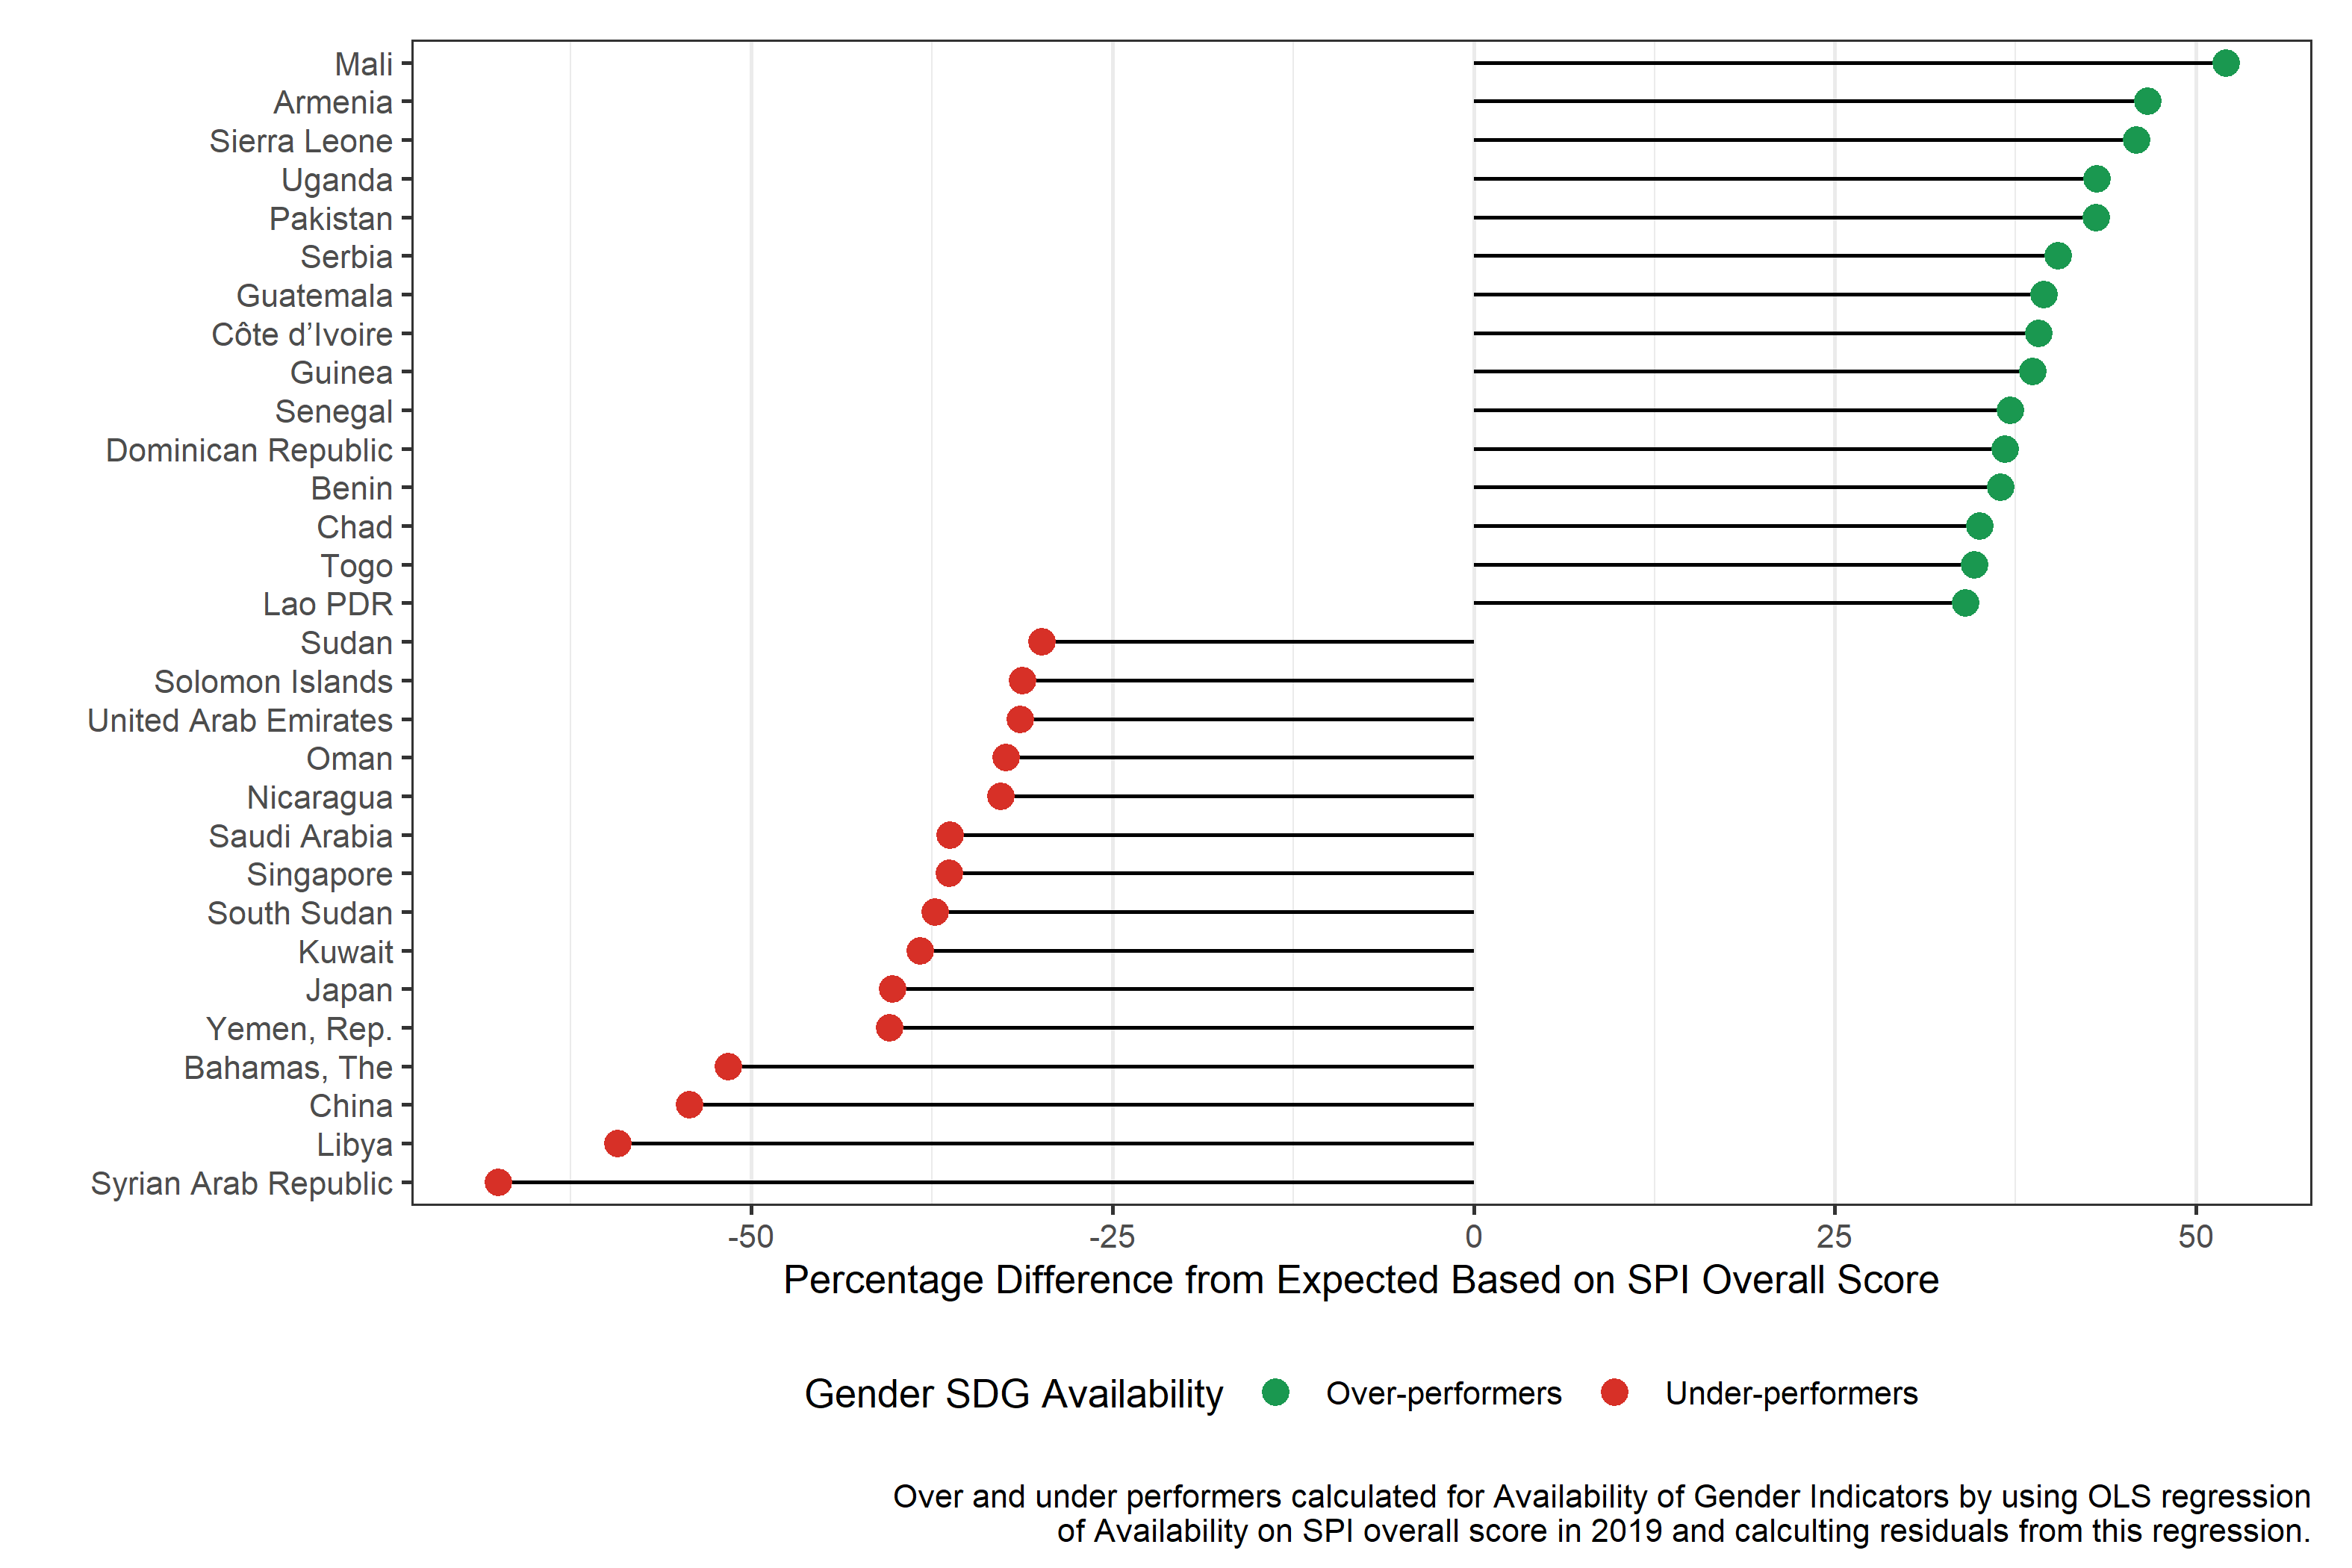 Mali
Armenia
Sierra Leone
Uganda
Pakistan
Serbia
Guatemala
Côte d’Ivoire
Guinea
Senegal
Dominican Republic
Benin
Chad
Togo
Lao PDR
Sudan
Solomon Islands
United Arab Emirates
Oman
Nicaragua
Saudi Arabia
Singapore
South Sudan
Kuwait
Japan
Yemen, Rep.
Bahamas, The
China
Libya
Syrian Arab Republic
-50 -25 0 25 50
Percentage Difference from Expected Based on SPI Overall Score
Gender SDG Availability Over-performers Under-performers
Over and under performers calculated for Availability of Gender Indicators by using OLS regression
of Availability on SPI overall score in 2019 and calculting residuals from this regression.